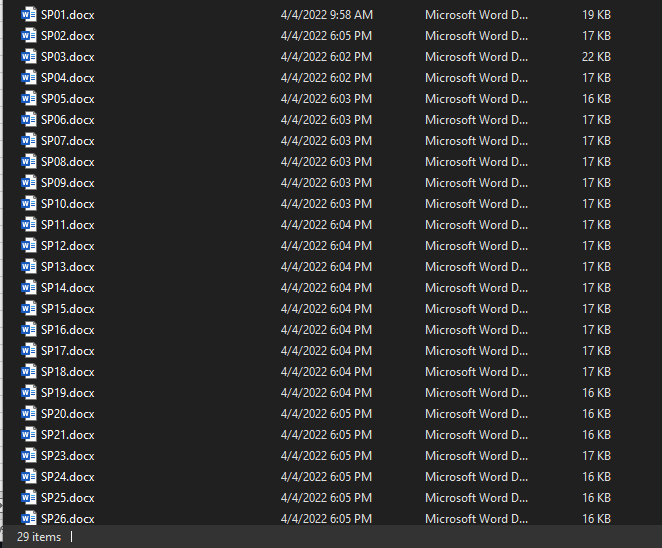 SP01.docx 4/4/2022 9:58 AM Microsoft Word D... 19 KB
SP02.docx 4/4/2022 6:05 PM Microsoft Word D... 17 KB
SP03.docx 4/4/2022 6:02 PM Microsoft Word D... 22 KB
SP04.docx 4/4/2022 6:02 PM Microsoft Word D... 17 KB
SP05.docx 4/4/2022 6:03 PM Microsoft Word D... 16 KB
SP06.docx 4/4/2022 6:03 PM Microsoft Word D... 17 KB
SP07.docx 4/4/2022 6:03 PM Microsoft Word D... 17 KB
SP08.docx 4/4/2022 6:03 PM Microsoft Word D... 17 KB
SP09.docx 4/4/2022 6:03 PM Microsoft Word D... 17 KB
SP10.docx 4/4/2022 6:03 PM Microsoft Word D... 17 KB
SP11.docx 4/4/2022 6:04 PM Microsoft Word D... 17 KB
SP12.docx 4/4/2022 6:04 PM Microsoft Word D... 17 KB
SP13.docx 4/4/2022 6:04 PM Microsoft Word D... 17 KB
SP14.docx 4/4/2022 6:04 PM Microsoft Word D... 17 KB
SP15.docx 4/4/2022 6:04 PM Microsoft Word D... 17 KB
SP16.docx 4/4/2022 6:04 PM Microsoft Word D... 17 KB
SP17.docx 4/4/2022 6:04 PM Microsoft Word D... 17 KB
SP18.docx 4/4/2022 6:04 PM Microsoft Word D... 17 KB
SP19.docx 4/4/2022 6:04 PM Microsoft Word D... 16 KB
SP20.docx 4/4/2022 6:05 PM Microsoft Word D... 16 KB
SP21.docx 4/4/2022 6:05 PM Microsoft Word D... 16 KB
SP23.docx 4/4/2022 6:05 PM Microsoft Word D... 17 KB
SP24.docx 4/4/2022 6:05 PM Microsoft Word D... 16 KB
SP25.docx 4/4/2022 6:05 PM Microsoft Word D... 16 KB
SP26.docx 4/4/2022 6:05 PM Microsoft Word D... 16 KB
29 items